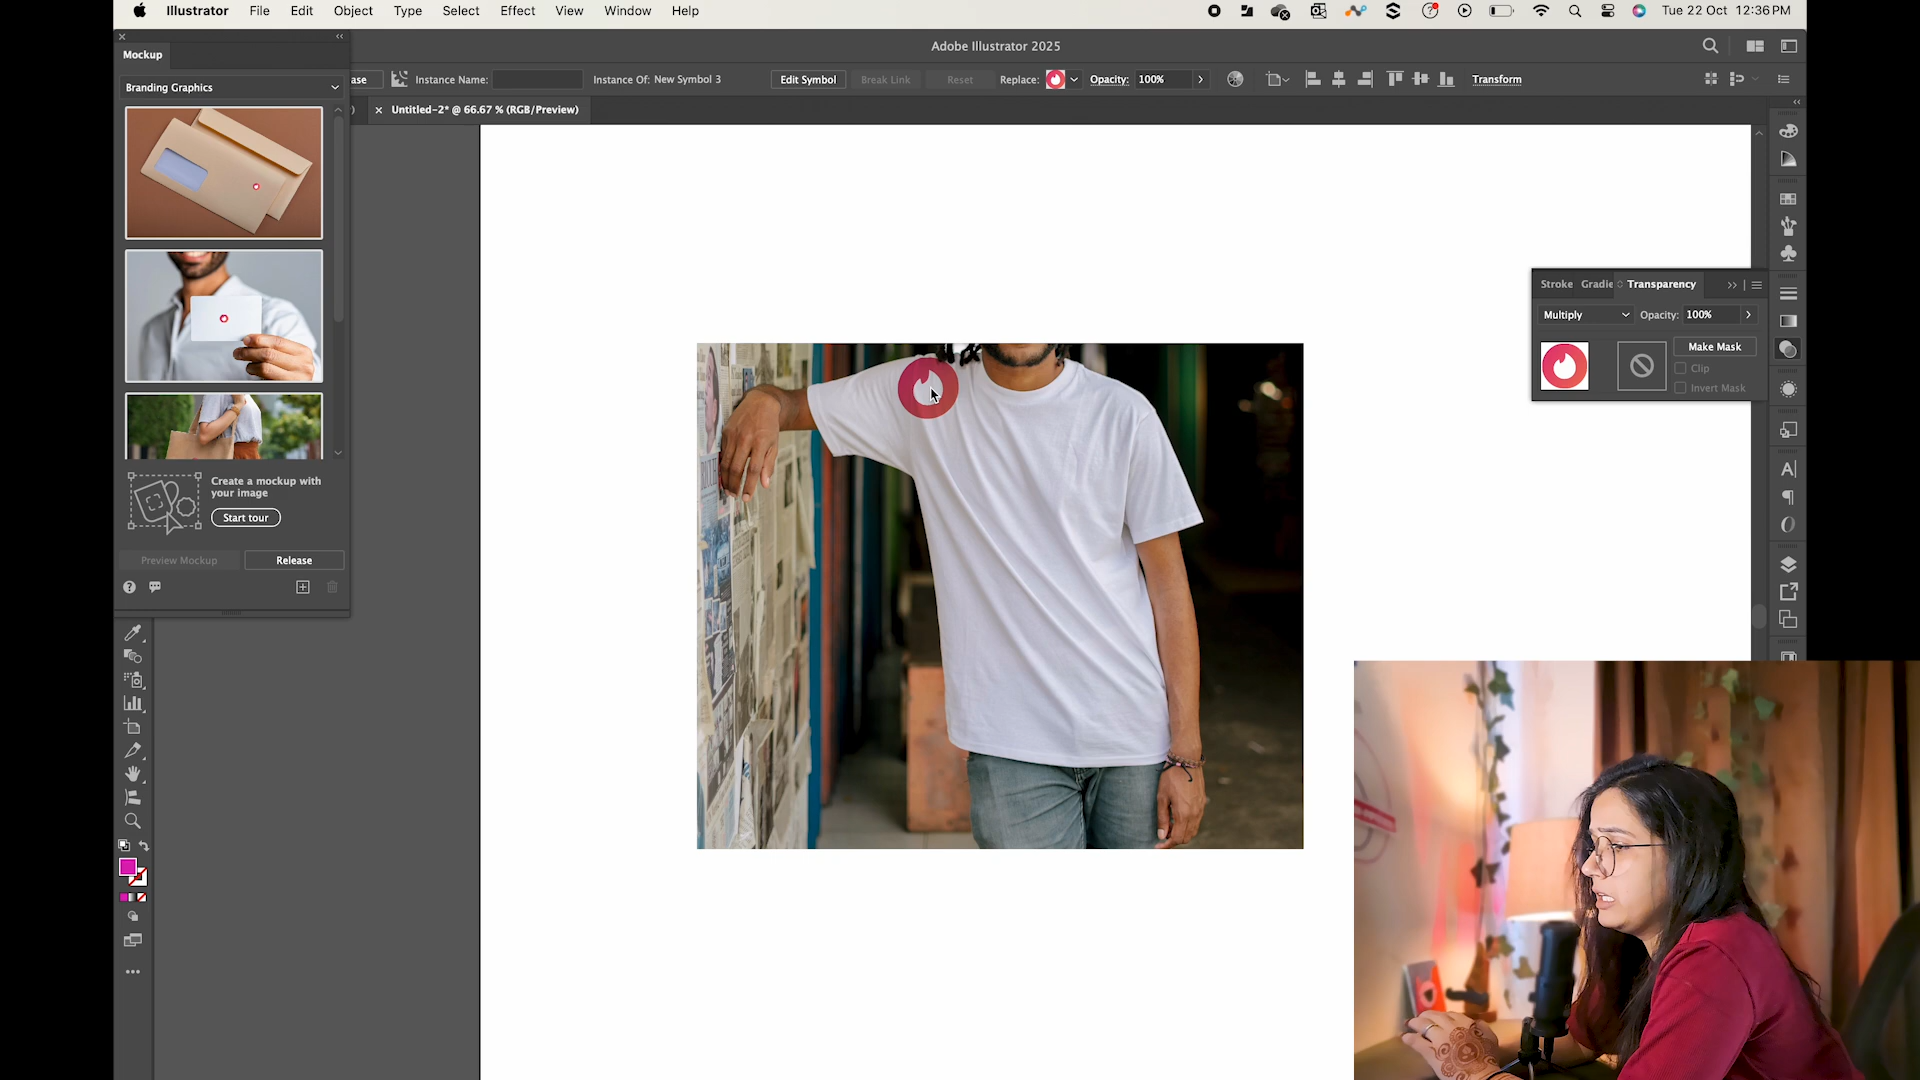 Illustrator File Edit Object Type Select Effect View Window Help
Tue 22 Oct 12:36 PM
Adobe Illustrator 2025
Mockup
ase
Instance Name:
Instance Of: New Symbol 3
Edit Symbol
Break Link
Reset
Replace:
Opacity: 100%
Transform
Branding Graphics
Untitled-2* @ 66.67 % (RGB/Preview)
Stroke Gradie Transparency
Multiply
Opacity: 100%
Make Mask
Clip
Invert Mask
Create a mockup with
your image
Start tour
Preview Mockup
Release